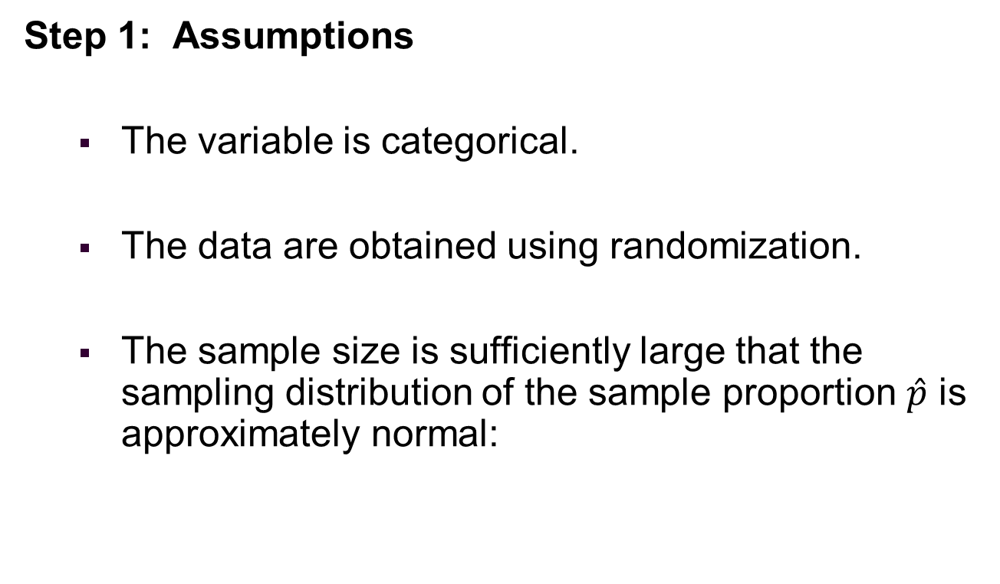 Step 1: Assumptions
▪ The variable is categorical.
▪ The data are obtained using randomization.
▪ The sample size is sufficiently large that the
sampling distribution of the sample proportion p̂ is
approximately normal: